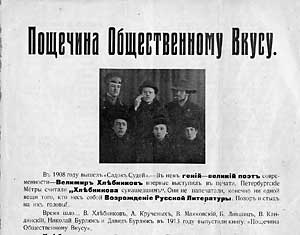 Пощечина Общественному Вкусу.
Въ 1908 году вышелъ «Садокъ Судей». — Въ немъ геній — великій поэтъ современности — Велимиръ Хлѣбниковъ впервые выступилъ въ печати. Петербургскіе
Мэтры считали „Хлѣбникова сумашедшимъ". Они не напечатали, конечно ни одной
вещи того, кто несъ собой Возрожденіе Русской Литературы. Позоръ и стыдъ
на ихъ головы!..
Время шло... В. Хлѣбниковъ, А. Крученыхъ, В. Маяковскій, Б. Лившицъ, В. Кандинскій, Николай Бурлюкъ и Давидъ Бурлюкъ въ 1913 году выпустили книгу. «Пощечина
Общественному Вкусу».